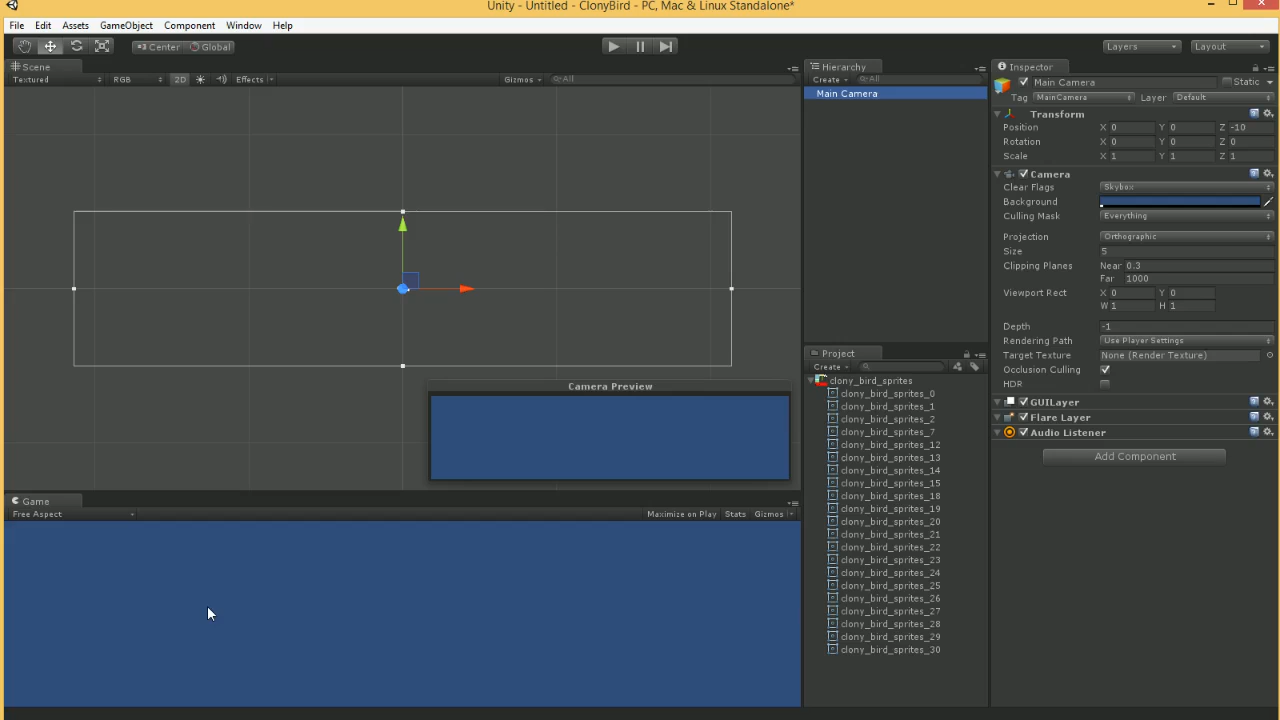 Unity - Untitled - ClonyBird - PC, Mac & Linux Standalone*
File Edit Assets GameObject Component Window Help
Center Global Layers Layout
Scene
Textured RGB 2D Effects Gizmos All
Hierarchy
Create All
Main Camera
Camera Preview
Game
Free Aspect Maximize on Play Stats Gizmos
Project
Create
clony_bird_sprites
clony_bird_sprites_0
clony_bird_sprites_1
clony_bird_sprites_2
clony_bird_sprites_7
clony_bird_sprites_12
clony_bird_sprites_13
clony_bird_sprites_14
clony_bird_sprites_15
clony_bird_sprites_18
clony_bird_sprites_19
clony_bird_sprites_20
clony_bird_sprites_21
clony_bird_sprites_22
clony_bird_sprites_23
clony_bird_sprites_24
clony_bird_sprites_25
clony_bird_sprites_26
clony_bird_sprites_27
clony_bird_sprites_28
clony_bird_sprites_29
clony_bird_sprites_30
Inspector
Main Camera Static
Tag MainCamera Layer Default
Transform
Position X 0 Y 0 Z -10
Rotation X 0 Y 0 Z 0
Scale X 1 Y 1 Z 1
Camera
Clear Flags Skybox
Background
Culling Mask Everything
Projection Orthographic
Size 5
Clipping Planes Near 0.3
Far 1000
Viewport Rect X 0 Y 0
W 1 H 1
Depth -1
Rendering Path Use Player Settings
Target Texture None (Render Texture)
Occlusion Culling
HDR
GUILayer
Flare Layer
Audio Listener
Add Component